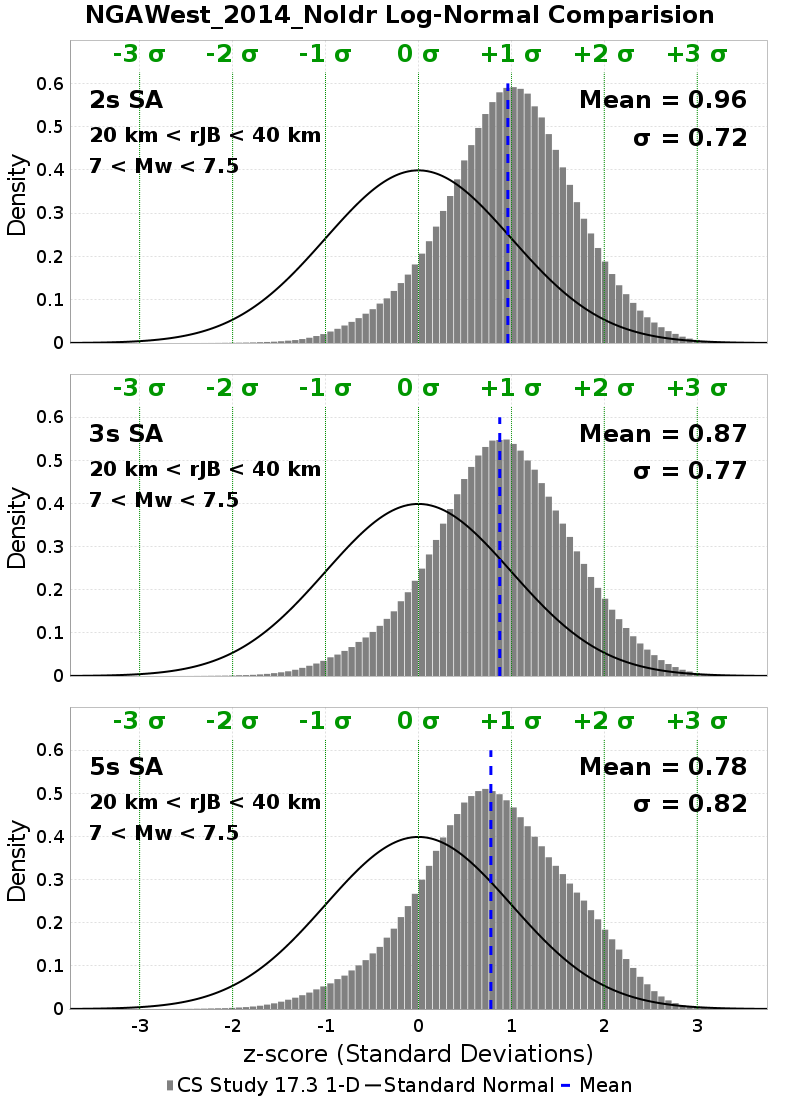 NGAWest_2014_NoIdr Log-Normal Comparision
-3 σ -2 σ -1 σ 0 σ +1 σ +2 σ +3 σ
2s SA
Mean = 0.96
20 km < rJB < 40 km
σ = 0.72
7 < Mw < 7.5
Density
0.6
0.5
0.4
0.3
0.2
0.1
0
-3 σ -2 σ -1 σ 0 σ +1 σ +2 σ +3 σ
3s SA
Mean = 0.87
20 km < rJB < 40 km
σ = 0.77
7 < Mw < 7.5
Density
0.6
0.5
0.4
0.3
0.2
0.1
0
-3 σ -2 σ -1 σ 0 σ +1 σ +2 σ +3 σ
5s SA
Mean = 0.78
20 km < rJB < 40 km
σ = 0.82
7 < Mw < 7.5
Density
0.6
0.5
0.4
0.3
0.2
0.1
0
-3 -2 -1 0 1 2 3
z-score (Standard Deviations)
CS Study 17.3 1-D Standard Normal Mean